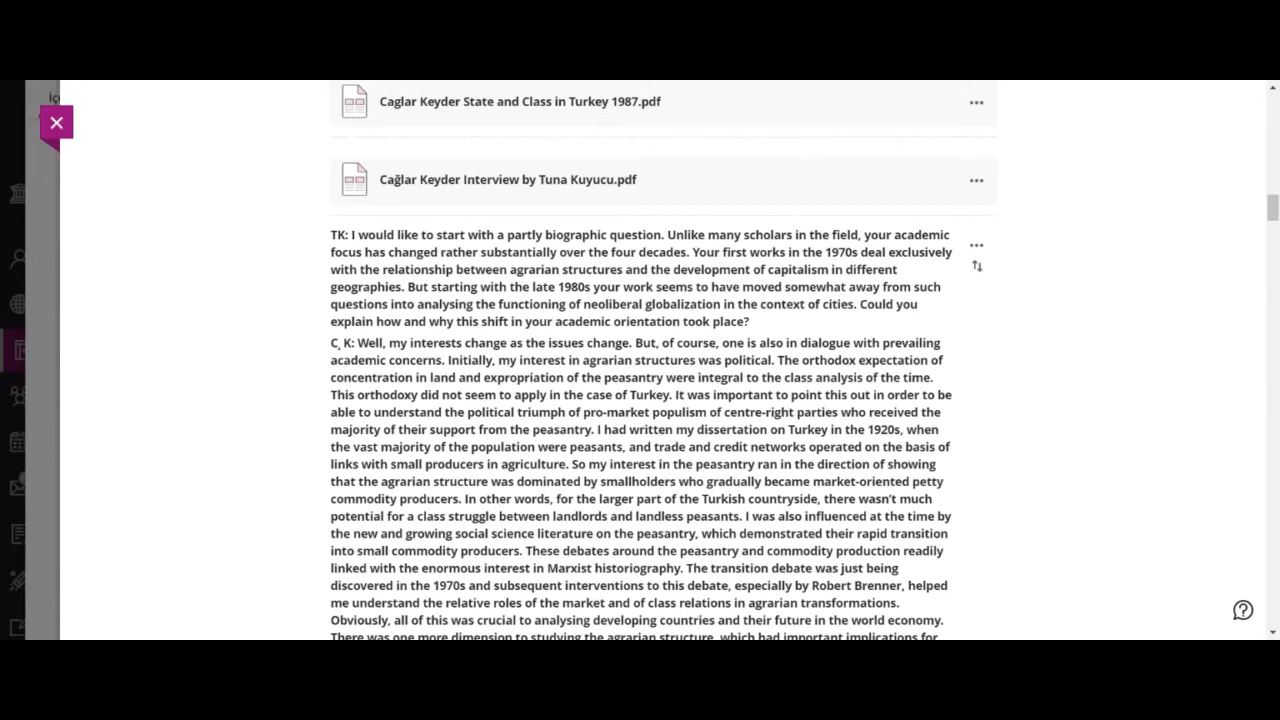 İç
Caglar Keyder State and Class in Turkey 1987.pdf
Cağlar Keyder Interview by Tuna Kuyucu.pdf
TK: I would like to start with a partly biographic question. Unlike many scholars in the field, your academic
focus has changed rather substantially over the four decades. Your first works in the 1970s deal exclusively
with the relationship between agrarian structures and the development of capitalism in different
geographies. But starting with the late 1980s your work seems to have moved somewhat away from such
questions into analysing the functioning of neoliberal globalization in the context of cities. Could you
explain how and why this shift in your academic orientation took place?
C¸ K: Well, my interests change as the issues change. But, of course, one is also in dialogue with prevailing
academic concerns. Initially, my interest in agrarian structures was political. The orthodox expectation of
concentration in land and expropriation of the peasantry were integral to the class analysis of the time.
This orthodoxy did not seem to apply in the case of Turkey. It was important to point this out in order to be
able to understand the political triumph of pro-market populism of centre-right parties who received the
majority of their support from the peasantry. I had written my dissertation on Turkey in the 1920s, when
the vast majority of the population were peasants, and trade and credit networks operated on the basis of
links with small producers in agriculture. So my interest in the peasantry ran in the direction of showing
that the agrarian structure was dominated by smallholders who gradually became market-oriented petty
commodity producers. In other words, for the larger part of the Turkish countryside, there wasn't much
potential for a class struggle between landlords and landless peasants. I was also influenced at the time by
the new and growing social science literature on the peasantry, which demonstrated their rapid transition
into small commodity producers. These debates around the peasantry and commodity production readily
linked with the enormous interest in Marxist historiography. The transition debate was just being
discovered in the 1970s and subsequent interventions to this debate, especially by Robert Brenner, helped
me understand the relative roles of the market and of class relations in agrarian transformations.
Obviously, all of this was crucial to analysing developing countries and their future in the world economy.
There was one more dimension to studying the agrarian structure, which had important implications for